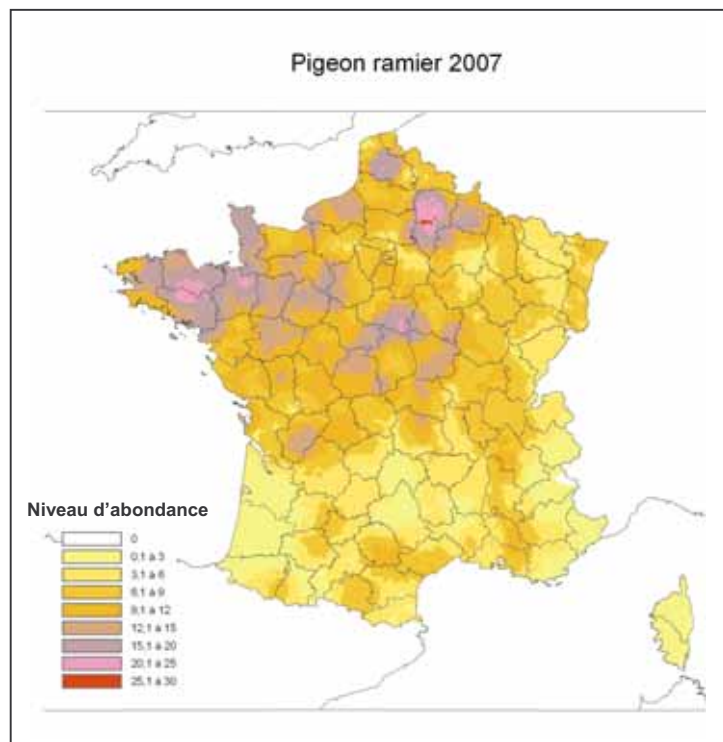 Pigeon ramier 2007
Niveau d'abondance
0
0,1 à 3
3,1 à 6
6,1 à 9
9,1 à 12
12,1 à 15
15,1 à 20
20,1 à 25
25,1 à 30